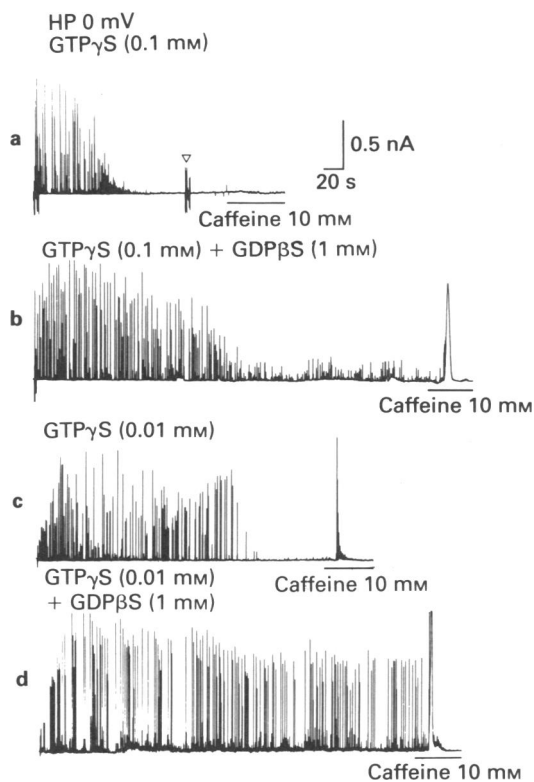 HP 0 mV
GTPγS (0.1 mM)
a
0.5 nA
20 s
Caffeine 10 mM
GTPγS (0.1 mM) + GDPβS (1 mM)
b
Caffeine 10 mM
GTPγS (0.01 mM)
c
Caffeine 10 mM
GTPγS (0.01 mM)
+ GDPβS (1 mM)
d
Caffeine 10 mM